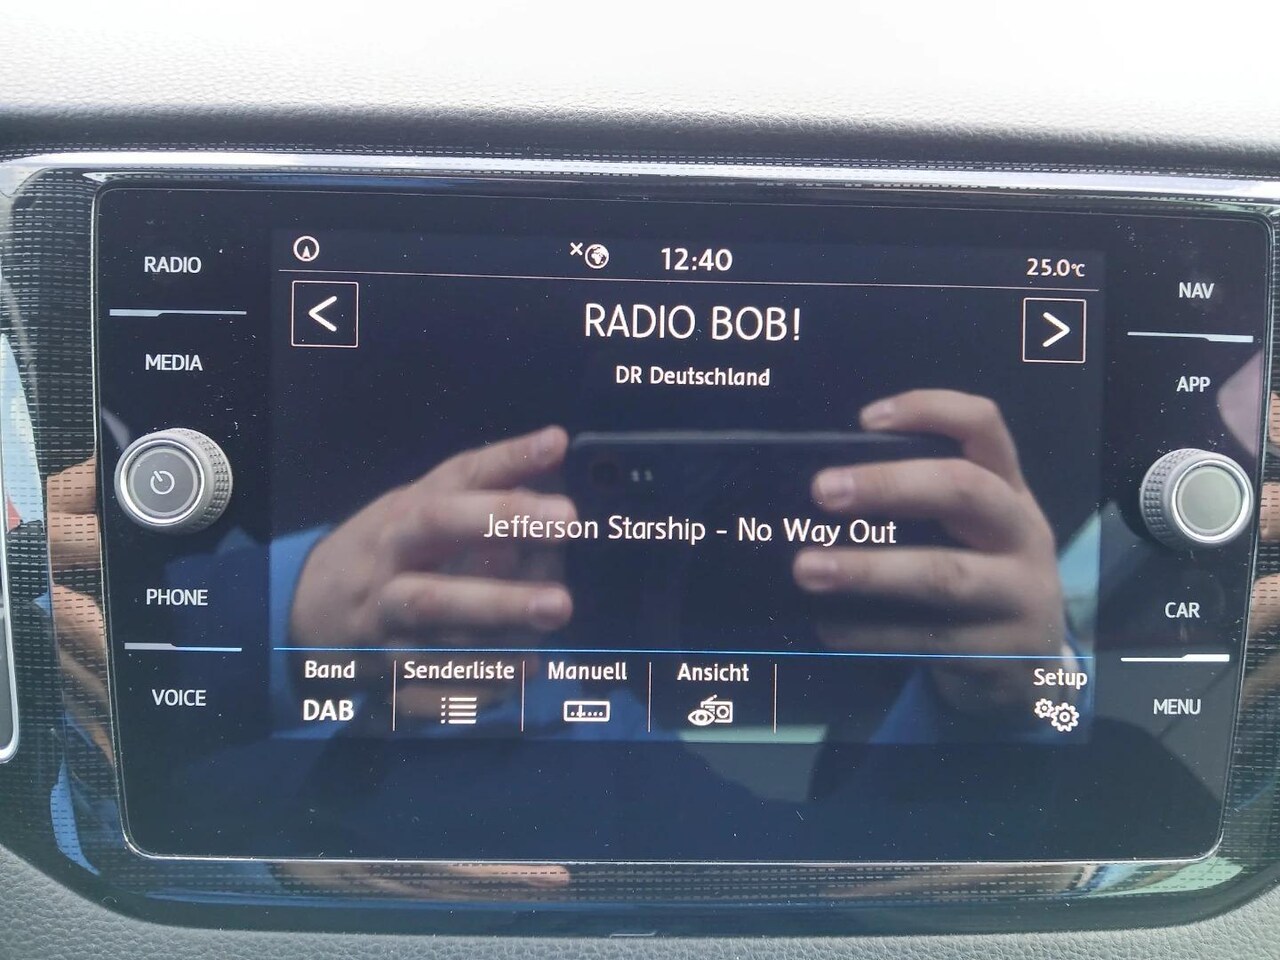 12:40
25.0°C
RADIO
NAV
RADIO BOB!
MEDIA
DR Deutschland
APP
Jefferson Starship - No Way Out
PHONE
CAR
Band
Senderliste
Manuell
Ansicht
Setup
DAB
VOICE
MENU